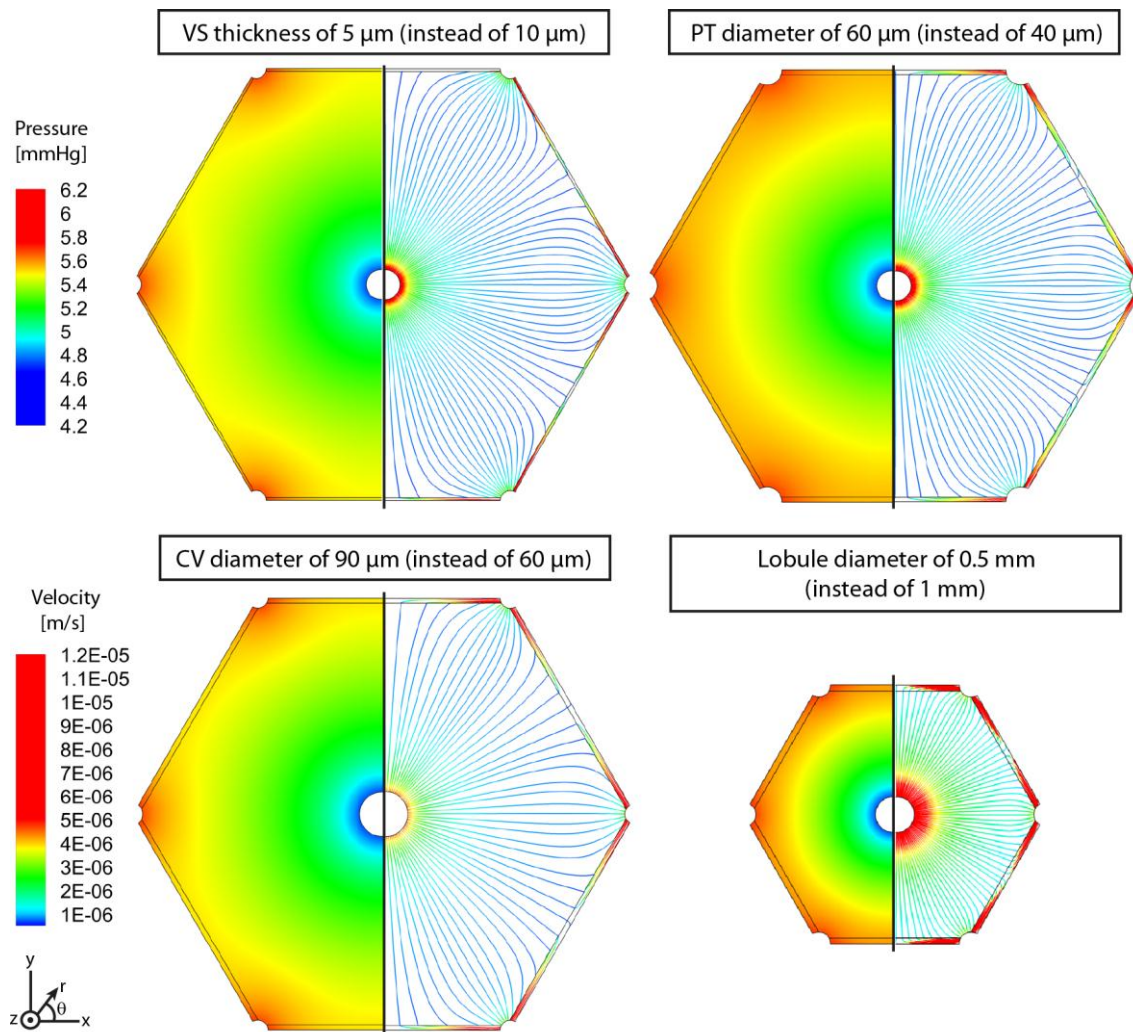 VS thickness of 5 μm (instead of 10 μm)
PT diameter of 60 μm (instead of 40 μm)
Pressure
[mmHg]
6.2
6
5.8
5.6
5.4
5.2
5
4.8
4.6
4.4
4.2
CV diameter of 90 μm (instead of 60 μm)
Lobule diameter of 0.5 mm
(instead of 1 mm)
Velocity
[m/s]
1.2E-05
1.1E-05
1E-05
9E-06
8E-06
7E-06
6E-06
5E-06
4E-06
3E-06
2E-06
1E-06
y
r
θ
z
x